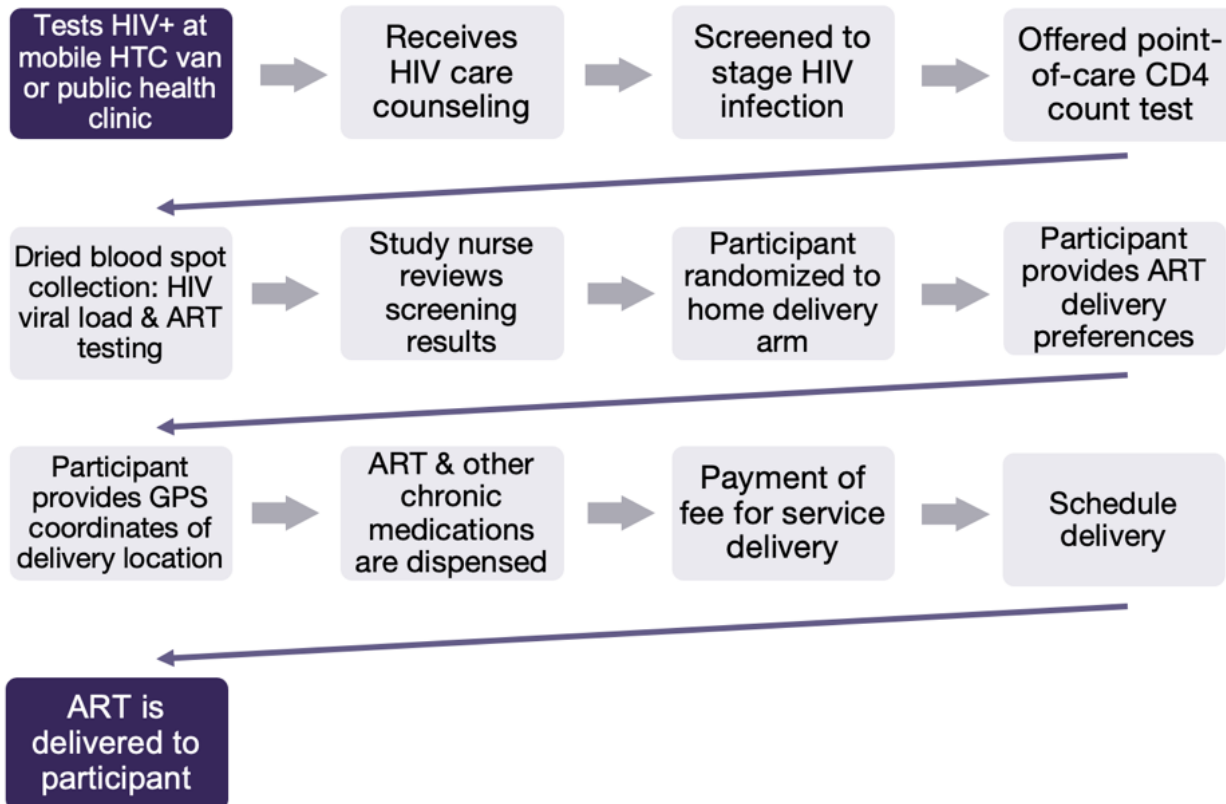 Tests HIV+ at
mobile HTC van
or public health
clinic
Receives
HIV care
counseling
Screened to
stage HIV
infection
Offered point-
of-care CD4
count test
Dried blood spot
collection: HIV
viral load & ART
testing
Study nurse
reviews
screening
results
Participant
randomized to
home delivery
arm
Participant
provides ART
delivery
preferences
Participant
provides GPS
coordinates of
delivery location
ART & other
chronic
medications
are dispensed
Payment of
fee for service
delivery
Schedule
delivery
ART is
delivered to
participant